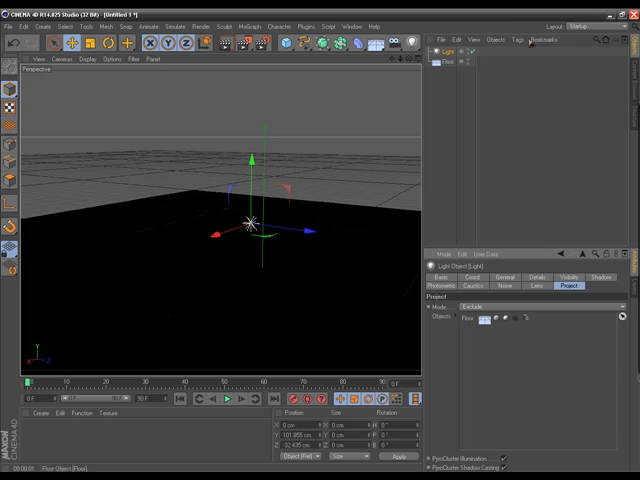 CINEMA 4D R14.025 Studio (32 Bit) - [Untitled 1 *]
File Edit Create Select Tools Mesh Snap Animate Simulate Render Sculpt MoGraph Character Plugins Script Window Help Layout Startup
View Cameras Display Options Filter Panel
File Edit View Objects Tags Bookmarks
Perspective
Light
Floor
Mode Edit User Data
Light Object [Light]
Basic Coord General Details Visibility Shadow
Photometric Caustics Noise Lens Project
Project
Mode Exclude
Objects Floor
Y
X Z
0 10 20 30 40 50 60 70 80 90 0 F
0 F 0 F 90 F 90 F
Create Edit Function Texture
Position Size Rotation
X 0 cm X 0 cm H 0 °
Y 101.855 cm Y 0 cm P 0 °
Z -32.435 cm Z 0 cm B 0 °
Object (Rel) Size Apply
PyroCluster Illumination
PyroCluster Shadow Casting
MAXON CINEMA4D
00:00:01 Floor Object [Floor]